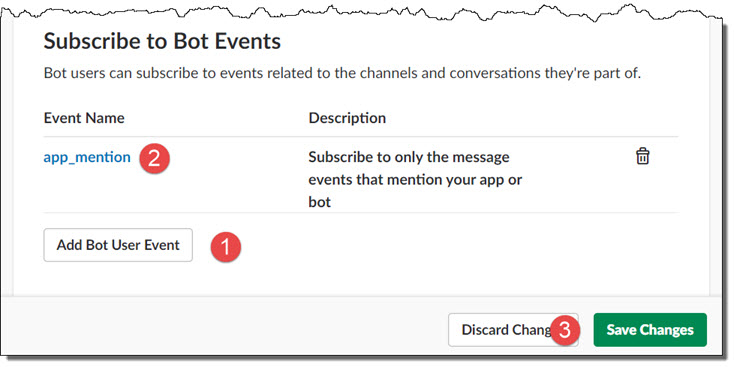 Subscribe to Bot Events
Bot users can subscribe to events related to the channels and conversations they're part of.
Event Name Description
app_mention 2 Subscribe to only the message
events that mention your app or
bot
Add Bot User Event 1
Discard 3 Save Changes